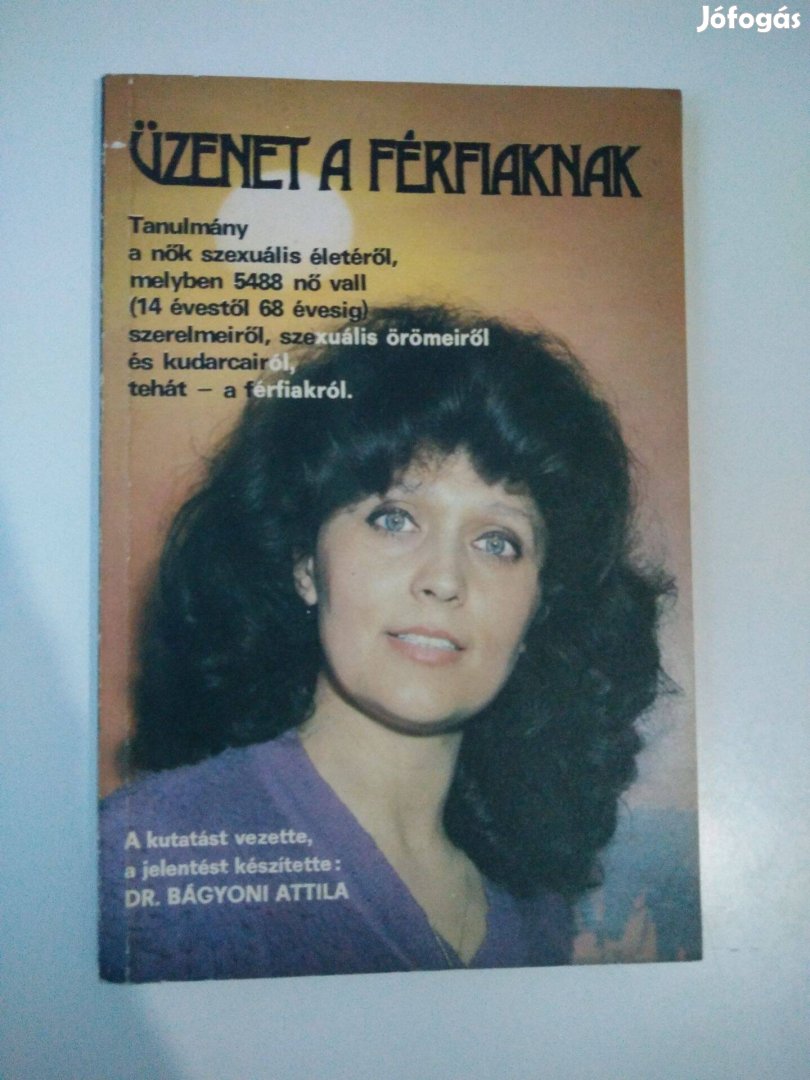 Jófogás
ÜZENET A FÉRFIAKNAK
Tanulmány
a nők szexuális életéről,
melyben 5488 nő vall
(14 évestől 68 évesig)
szerelmeiről, szexuális örömeiről
és kudarcairól,
tehát – a férfiakról.
A kutatást vezette,
a jelentést készítette:
DR. BÁGYONI ATTILA